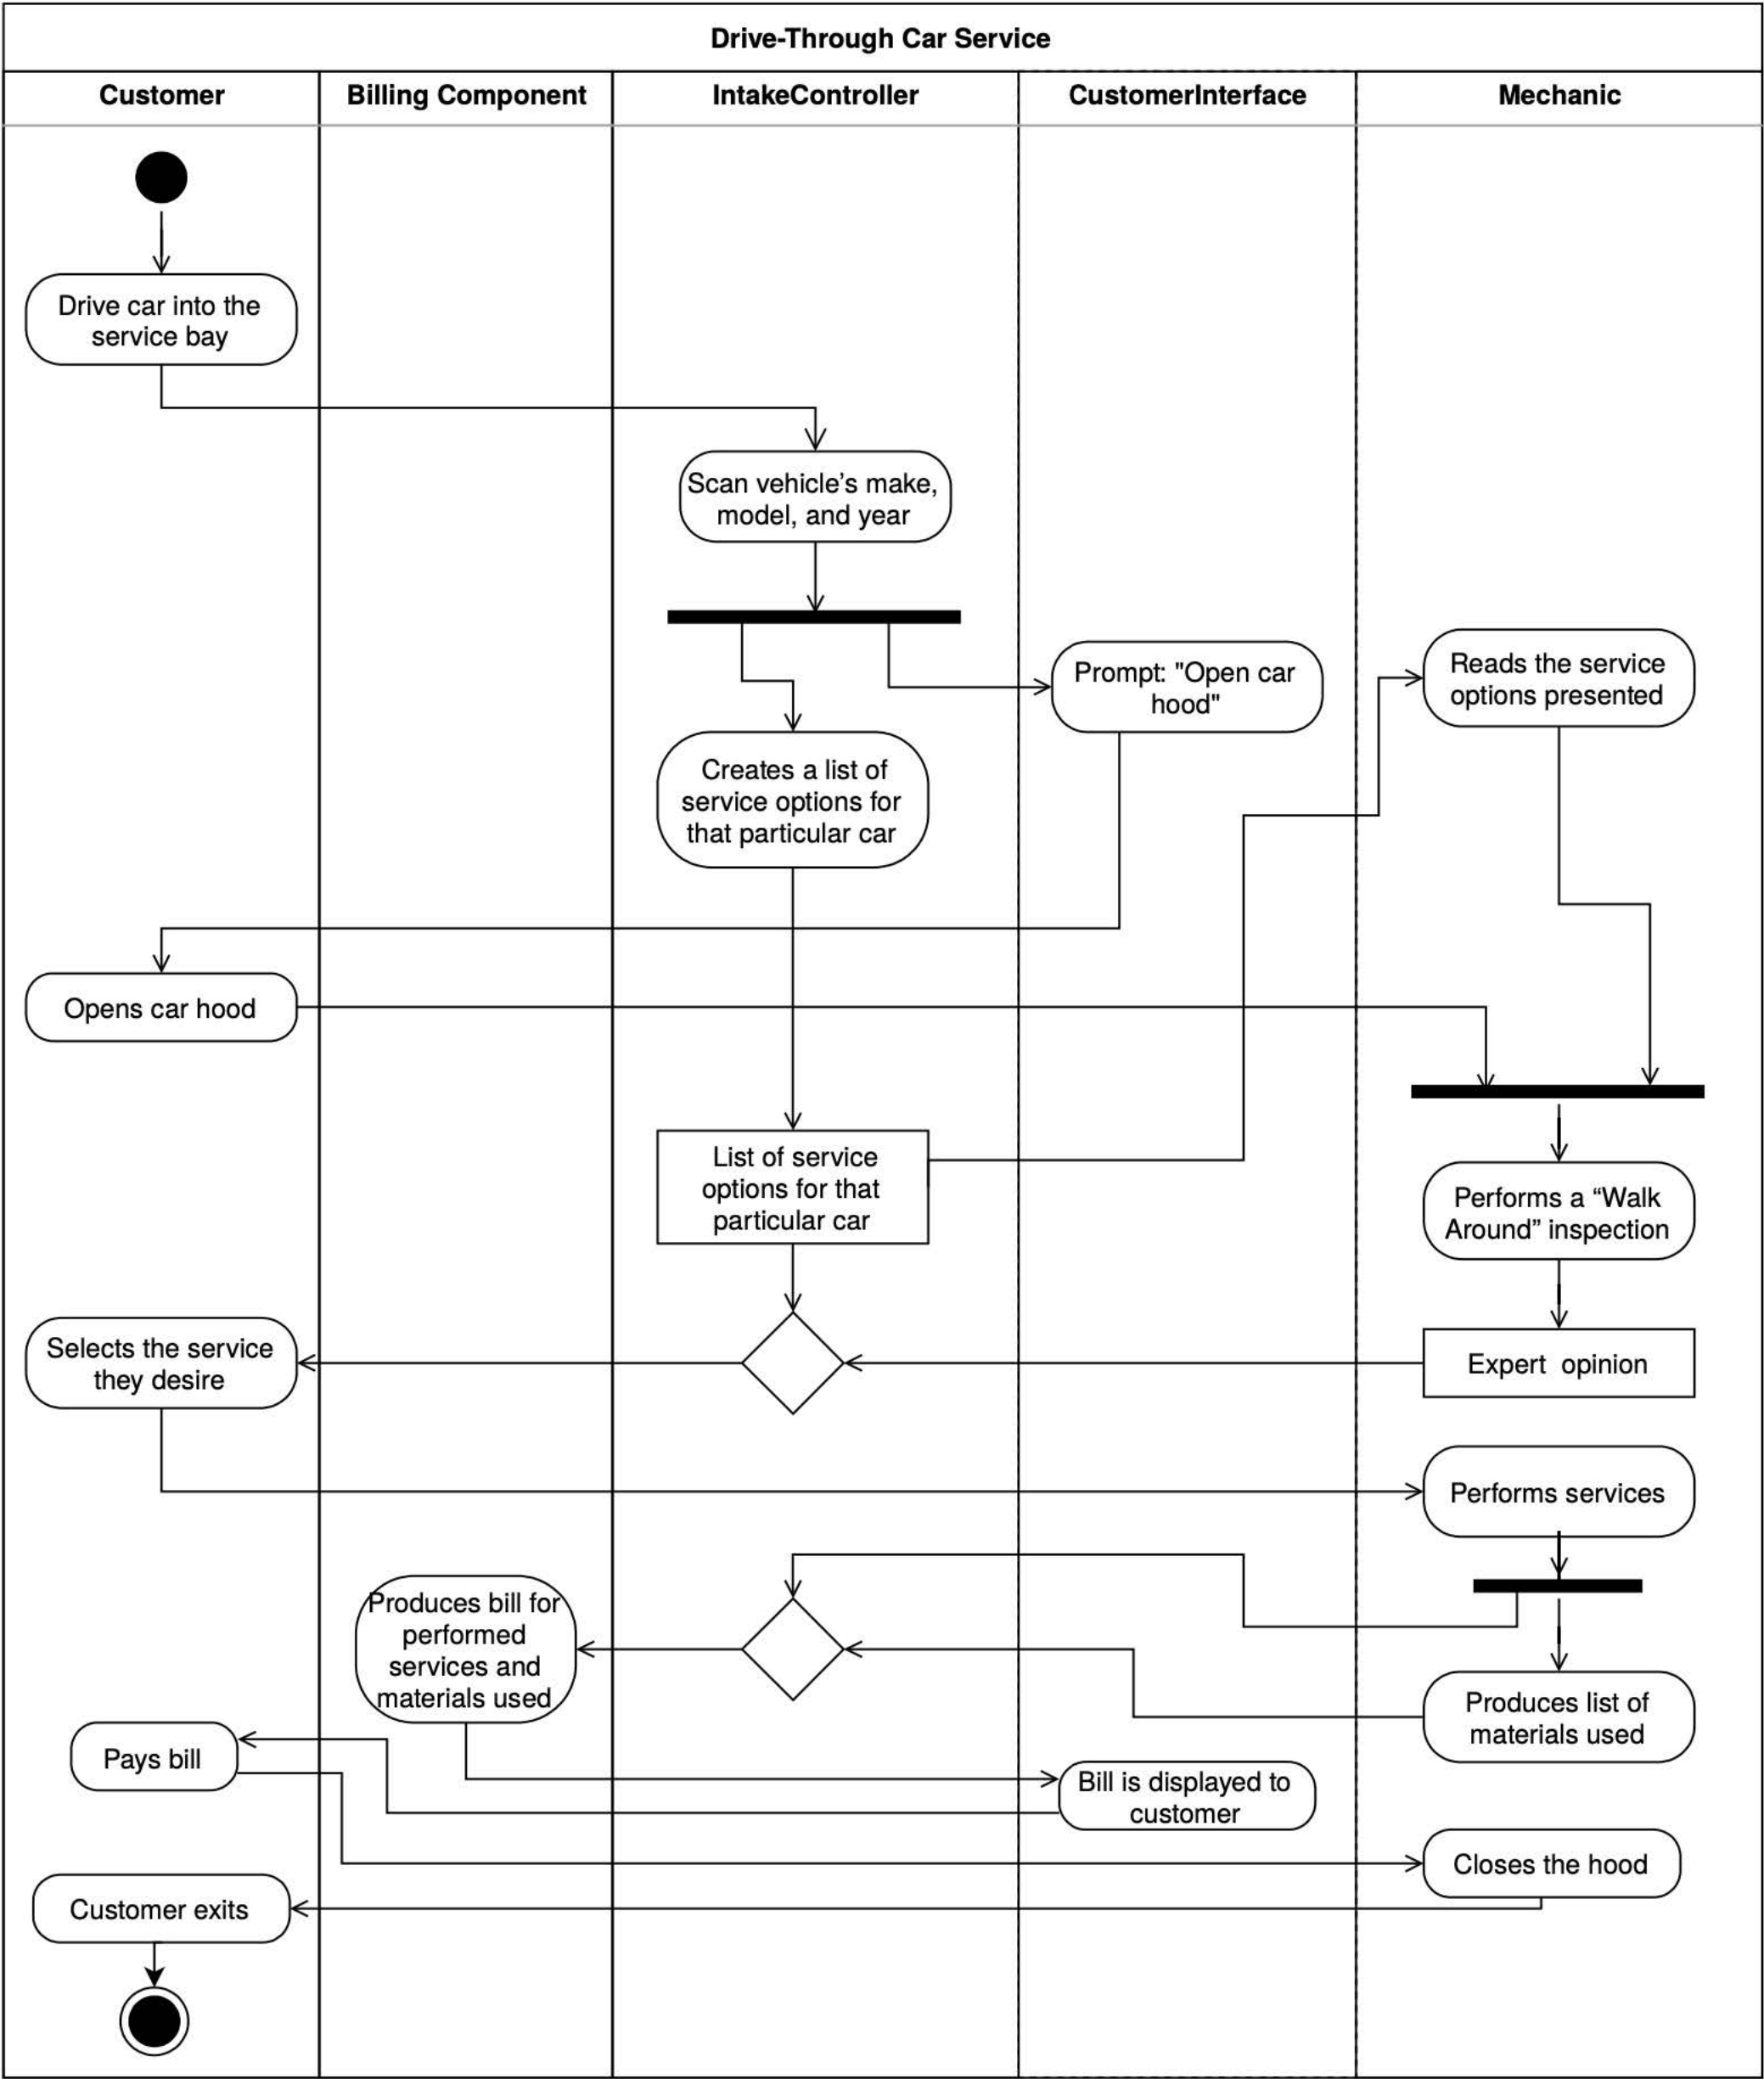 Drive-Through Car Service
Customer
Billing Component
IntakeController
CustomerInterface
Mechanic
Drive car into the
service bay
Scan vehicle’s make,
model, and year
Prompt: "Open car
hood"
Reads the service
options presented
Creates a list of
service options for
that particular car
Opens car hood
List of service
options for that
particular car
Performs a “Walk
Around” inspection
Selects the service
they desire
Expert  opinion
Performs services
Produces bill for
performed
services and
materials used
Produces list of
materials used
Pays bill
Bill is displayed to
customer
Closes the hood
Customer exits